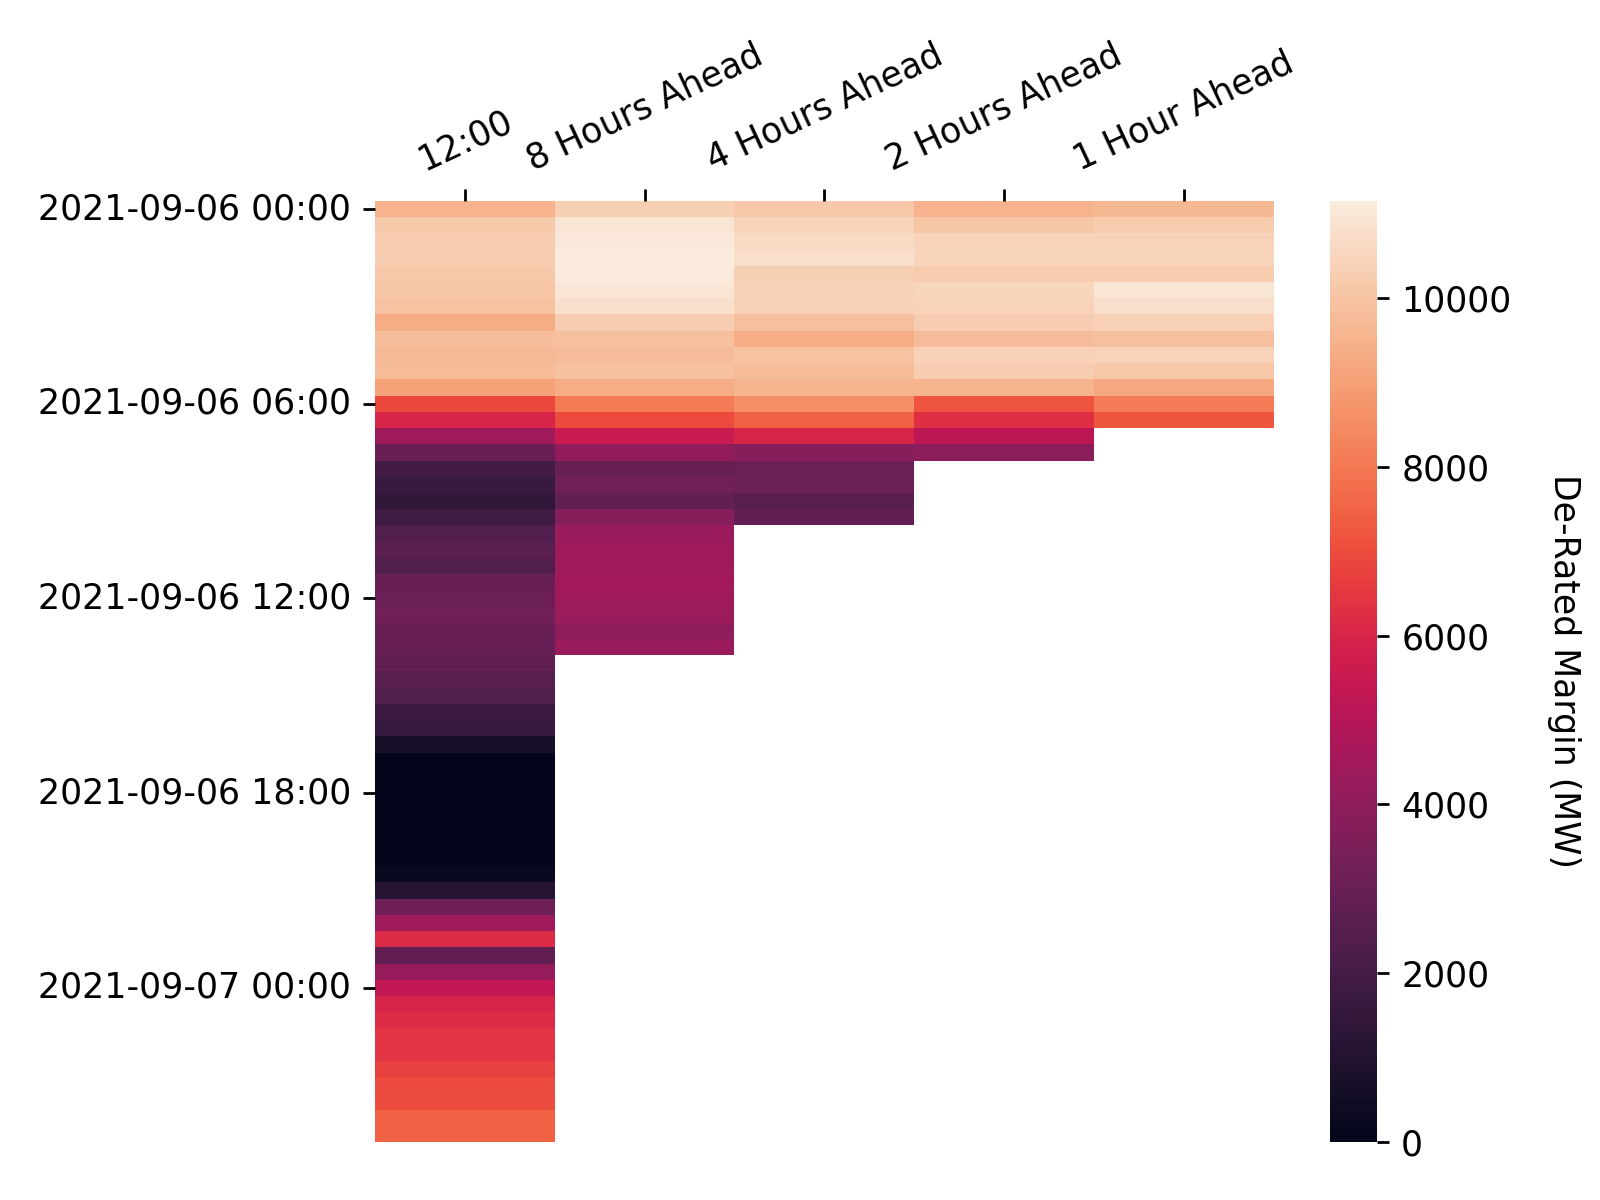 12:00
8 Hours Ahead
4 Hours Ahead
2 Hours Ahead
1 Hour Ahead
2021-09-06 00:00
2021-09-06 06:00
2021-09-06 12:00
2021-09-06 18:00
2021-09-07 00:00
10000
8000
6000
4000
2000
0
De-Rated Margin (MW)